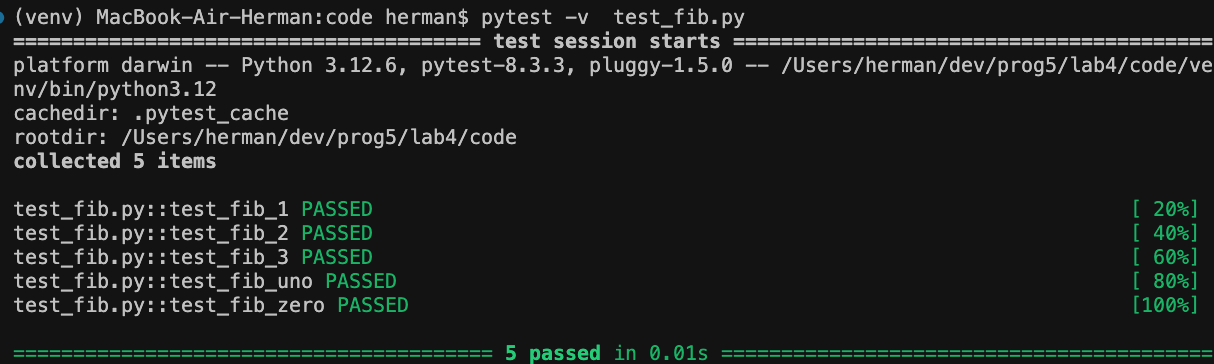 (venv) MacBook-Air-Herman:code herman$ pytest -v  test_fib.py
======================================= test session starts ========================================
platform darwin -- Python 3.12.6, pytest-8.3.3, pluggy-1.5.0 -- /Users/herman/dev/prog5/lab4/code/ve
nv/bin/python3.12
cachedir: .pytest_cache
rootdir: /Users/herman/dev/prog5/lab4/code
collected 5 items
test_fib.py::test_fib_1 PASSED                                                               [ 20%]
test_fib.py::test_fib_2 PASSED                                                               [ 40%]
test_fib.py::test_fib_3 PASSED                                                               [ 60%]
test_fib.py::test_fib_uno PASSED                                                             [ 80%]
test_fib.py::test_fib_zero PASSED                                                            [100%]
======================================== 5 passed in 0.01s =========================================